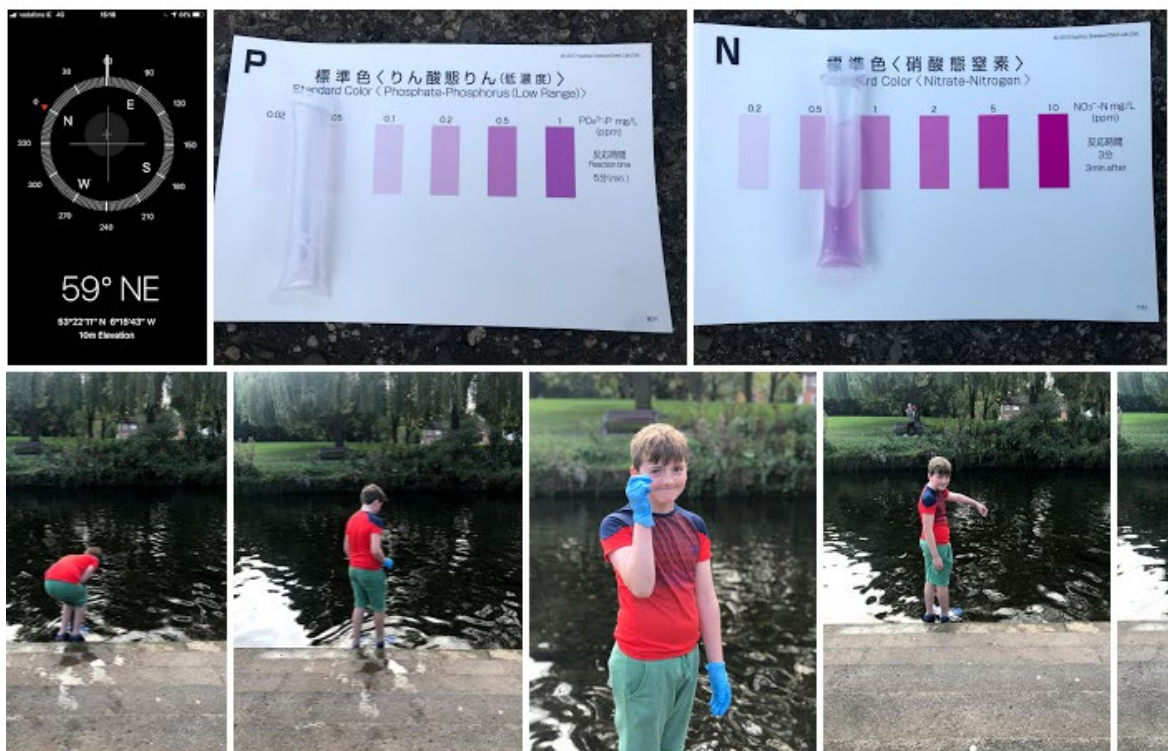 vodafone IE 4G
15:16
61%
0
30
60
90
120
150
180
210
240
270
300
330
N
E
S
W
59° NE
53°22'11" N 6°15'43" W
10m Elevation
P
標準色〈りん酸態りん(低濃度)〉
Standard Color〈Phosphate-Phosphorus (Low Range)〉
0.02 0.05 0.1 0.2 0.5 1 PO₄³⁻-P mg/L
(ppm)
反応時間
Reaction time
5分(min.)
N
標準色〈硝酸態窒素〉
Color〈Nitrate-Nitrogen〉
0.2 0.5 1 2 5 10 NO₃⁻-N mg/L
(ppm)
反応時間
3分
3min.after